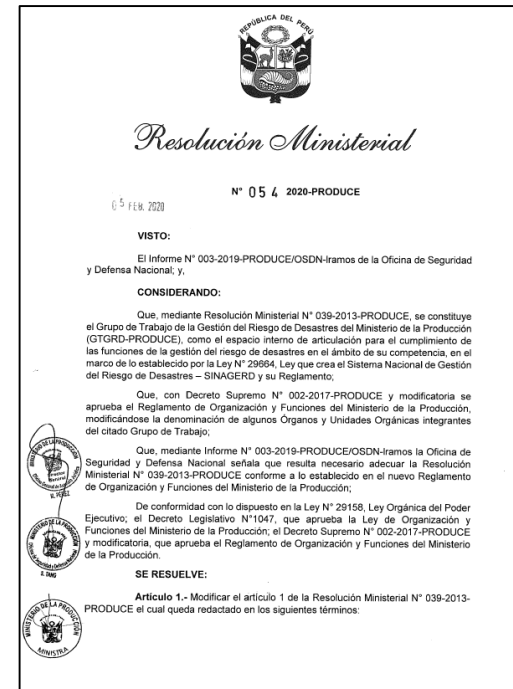 REPÚBLICA DEL PERÚ
Resolución Ministerial
N° 054 2020-PRODUCE
05 FEB. 2020
VISTO:
El Informe N° 003-2019-PRODUCE/OSDN-lramos de la Oficina de Seguridad
y Defensa Nacional; y,
CONSIDERANDO:
Que, mediante Resolución Ministerial N° 039-2013-PRODUCE, se constituye
el Grupo de Trabajo de la Gestión del Riesgo de Desastres del Ministerio de la Producción
(GTGRD-PRODUCE), como el espacio interno de articulación para el cumplimiento de
las funciones de la gestión del riesgo de desastres en el ámbito de su competencia, en el
marco de lo establecido por la Ley N° 29664, Ley que crea el Sistema Nacional de Gestión
del Riesgo de Desastres – SINAGERD y su Reglamento;
Que, con Decreto Supremo N° 002-2017-PRODUCE y modificatoria se
aprueba el Reglamento de Organización y Funciones del Ministerio de la Producción,
modificándose la denominación de algunos Órganos y Unidades Orgánicas integrantes
del citado Grupo de Trabajo;
Que, mediante Informe N° 003-2019-PRODUCE/OSDN-lramos la Oficina de
Seguridad y Defensa Nacional señala que resulta necesario adecuar la Resolución
Ministerial N° 039-2013-PRODUCE conforme a lo establecido en el nuevo Reglamento
de Organización y Funciones del Ministerio de la Producción;
De conformidad con lo dispuesto en la Ley N° 29158, Ley Orgánica del Poder
Ejecutivo; el Decreto Legislativo N°1047, que aprueba la Ley de Organización y
Funciones del Ministerio de la Producción; el Decreto Supremo N° 002-2017-PRODUCE
y modificatoria, que aprueba el Reglamento de Organización y Funciones del Ministerio
de la Producción.
SE RESUELVE:
Artículo 1.- Modificar el artículo 1 de la Resolución Ministerial N° 039-2013-
PRODUCE el cual queda redactado en los siguientes términos:
MINISTERIO DE LA PRODUCCIÓN
MINISTERIO DE LA PRODUCCIÓN
MINISTERIO DE LA PRODUCCIÓN
MINISTRA